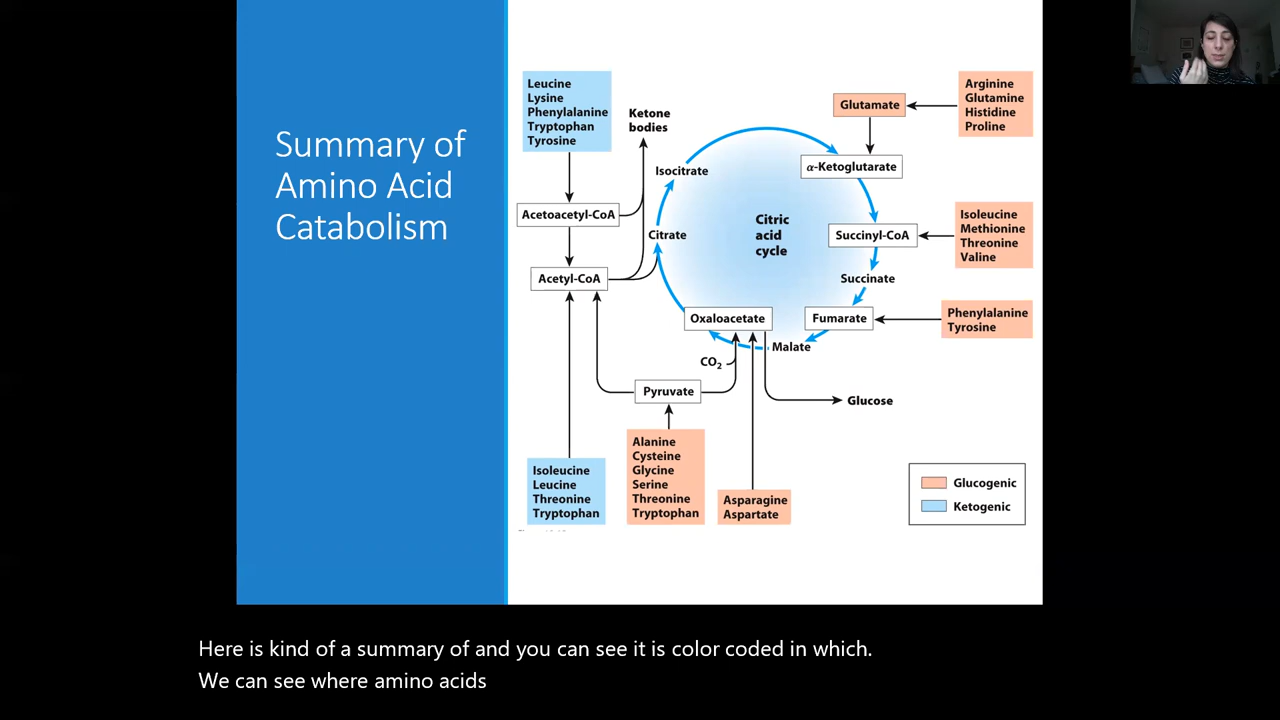 Summary of
Amino Acid
Catabolism
Leucine
Lysine
Phenylalanine
Tryptophan
Tyrosine
Ketone
bodies
Acetoacetyl-CoA
Acetyl-CoA
Isocitrate
Citrate
Citric
acid
cycle
Glutamate
Arginine
Glutamine
Histidine
Proline
α-Ketoglutarate
Succinyl-CoA
Isoleucine
Methionine
Threonine
Valine
Succinate
Fumarate
Phenylalanine
Tyrosine
Oxaloacetate
Malate
CO₂
Pyruvate
Glucose
Isoleucine
Leucine
Threonine
Tryptophan
Alanine
Cysteine
Glycine
Serine
Threonine
Tryptophan
Asparagine
Aspartate
Glucogenic
Ketogenic
Here is kind of a summary of and you can see it is color coded in which.
We can see where amino acids